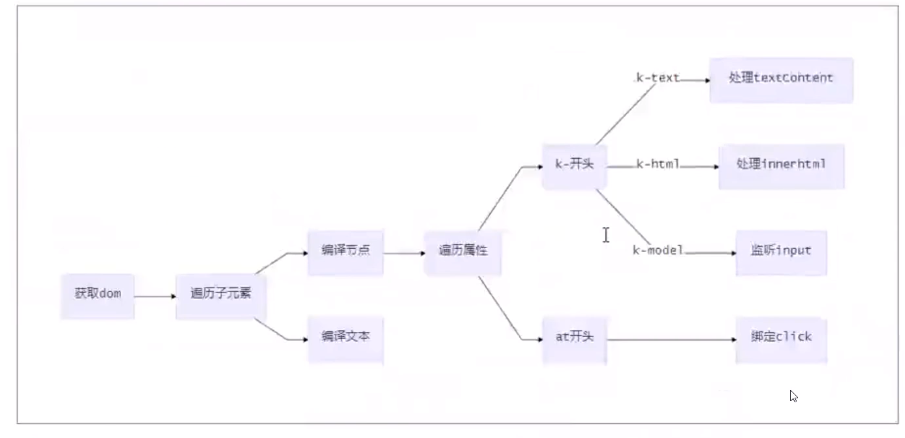 k-text
处理textContent
k-开头
k-html
处理innerhtml
编译节点
遍历属性
k-model
监听input
获取dom
遍历子元素
编译文本
at开头
绑定click